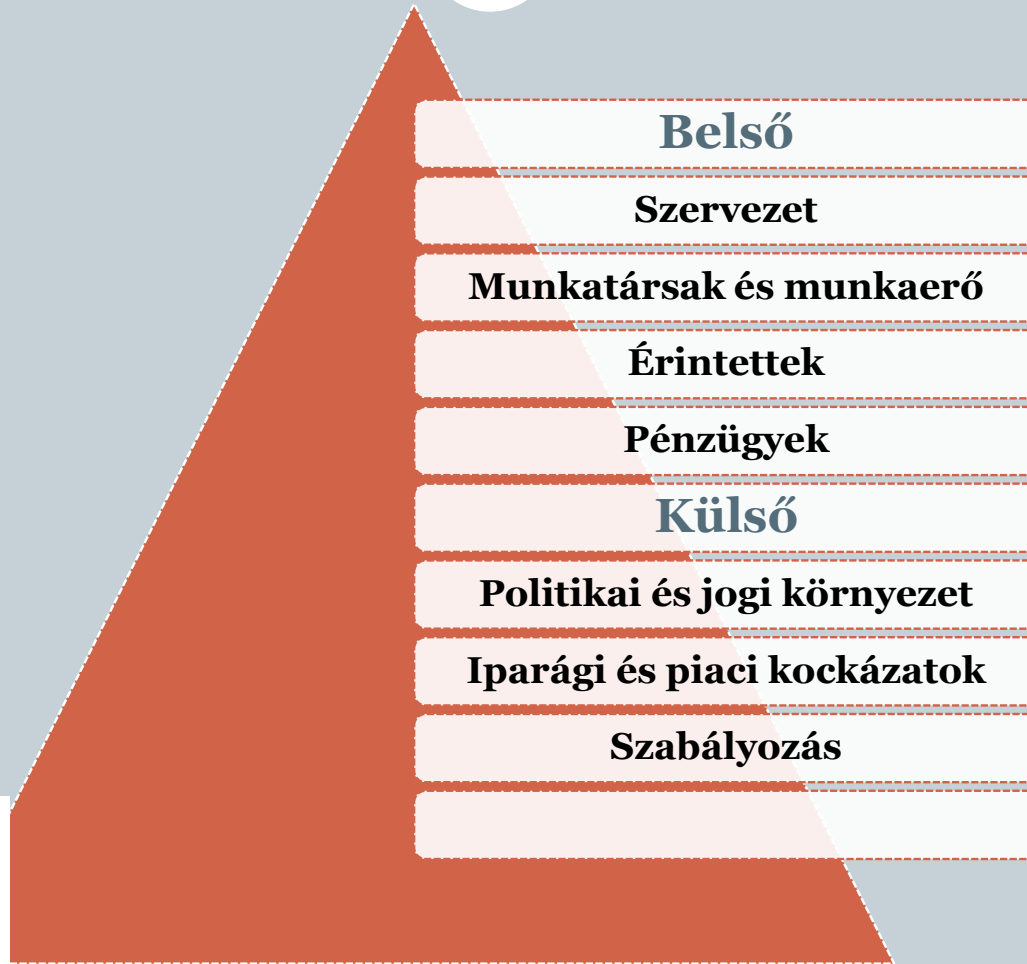 Belső
Szervezet
Munkatársak és munkaerő
Érintettek
Pénzügyek
Külső
Politikai és jogi környezet
Iparági és piaci kockázatok
Szabályozás